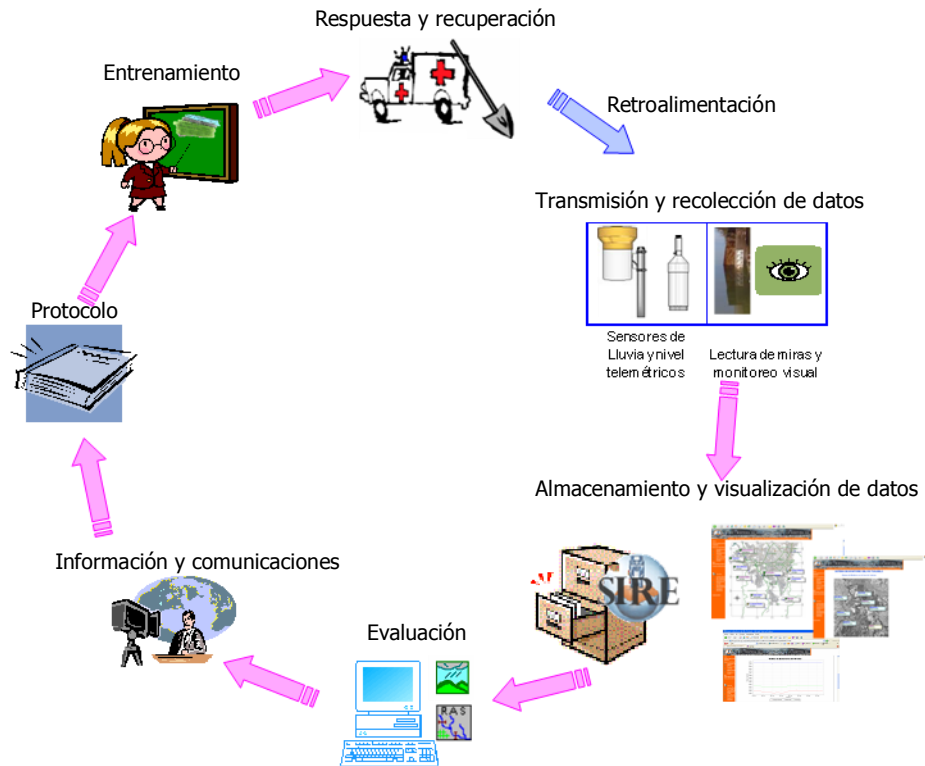 Respuesta y recuperación
Entrenamiento
Retroalimentación
Transmisión y recolección de datos
Sensores de
Lluvia y nivel
telemétricos
Lectura de miras y
monitoreo visual
Protocolo
Almacenamiento y visualización de datos
SIRE
Información y comunicaciones
Evaluación
RAS